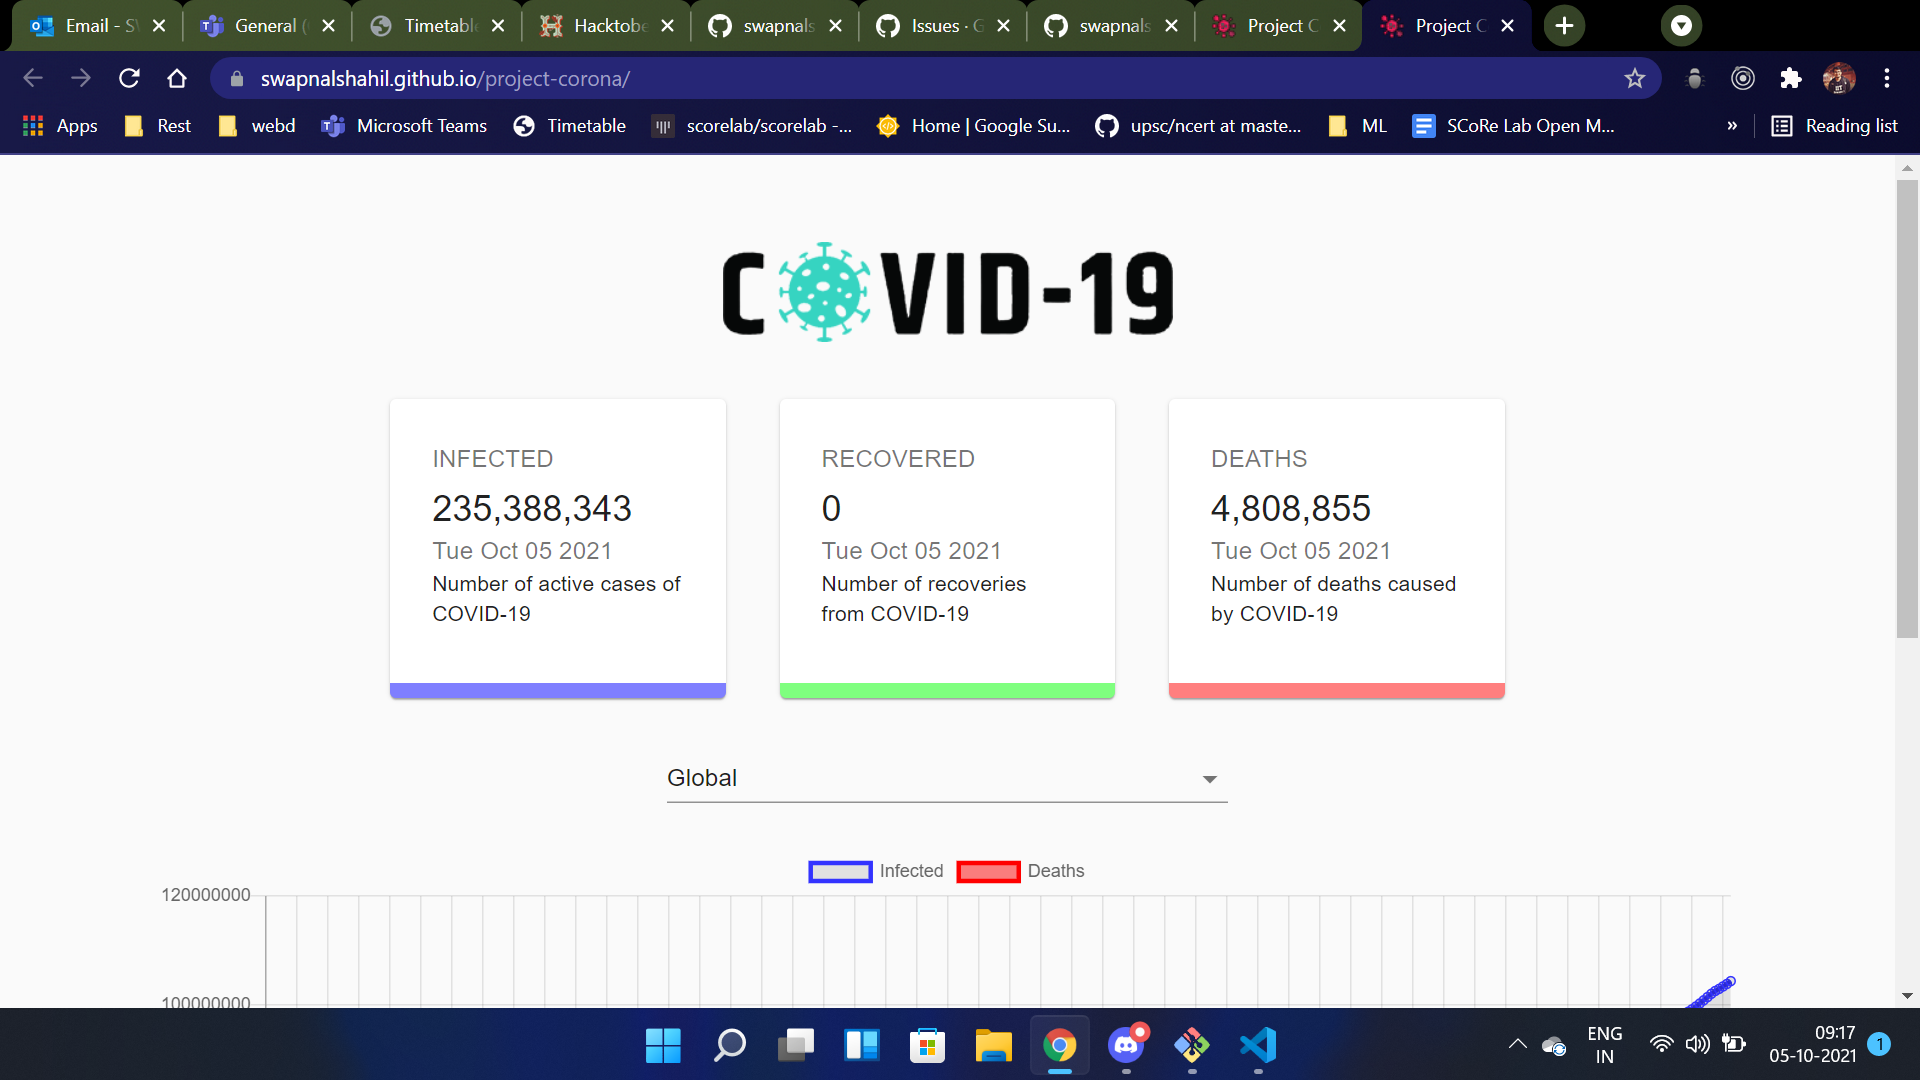 Email - S
General (
Timetabl
Hacktobe
swapnals
Issues · G
swapnals
Project C
Project C
swapnalshahil.github.io/project-corona/
Apps
Rest
webd
Microsoft Teams
Timetable
scorelab/scorelab -...
Home | Google Su...
upsc/ncert at maste...
ML
SCoRe Lab Open M...
»
Reading list
COVID-19
INFECTED
235,388,343
Tue Oct 05 2021
Number of active cases of
COVID-19
RECOVERED
0
Tue Oct 05 2021
Number of recoveries
from COVID-19
DEATHS
4,808,855
Tue Oct 05 2021
Number of deaths caused
by COVID-19
Global
Infected
Deaths
120000000
100000000
ENG
IN
09:17
05-10-2021
1